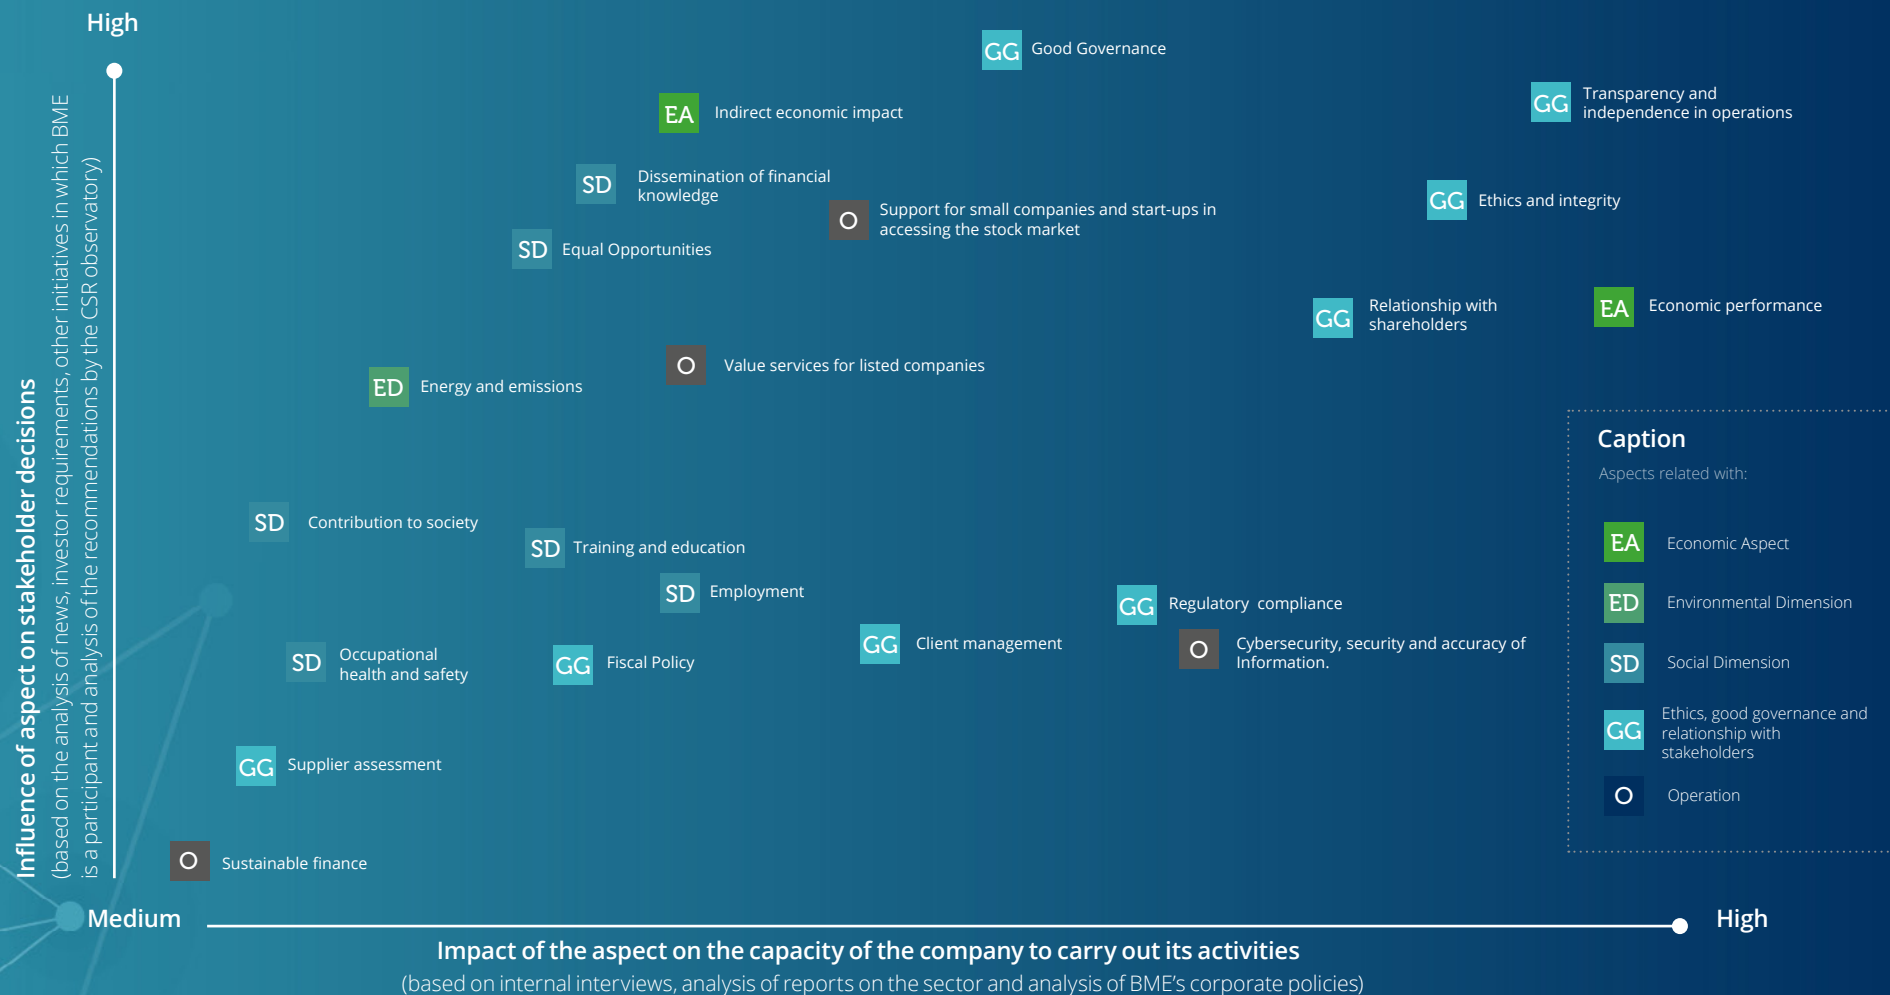 High
GG Good Governance
GG Transparency and
independence in operations
EA Indirect economic impact
SD Dissemination of financial
knowledge
GG Ethics and integrity
O Support for small companies and start-ups in
accessing the stock market
SD Equal Opportunities
GG Relationship with
shareholders
EA Economic performance
O Value services for listed companies
ED Energy and emissions
SD Contribution to society
SD Training and education
SD Employment
GG Regulatory compliance
GG Client management
O Cybersecurity, security and accuracy of
Information.
SD Occupational
health and safety
GG Fiscal Policy
GG Supplier assessment
O Sustainable finance
Influence of aspect on stakeholder decisions
(based on the analysis of news, investor requirements, other initiatives in which BME
is a participant and analysis of the recommendations by the CSR observatory)
Caption
Aspects related with:
EA Economic Aspect
ED Environmental Dimension
SD Social Dimension
GG Ethics, good governance and
relationship with
stakeholders
O Operation
Medium
High
Impact of the aspect on the capacity of the company to carry out its activities
(based on internal interviews, analysis of reports on the sector and analysis of BME's corporate policies)